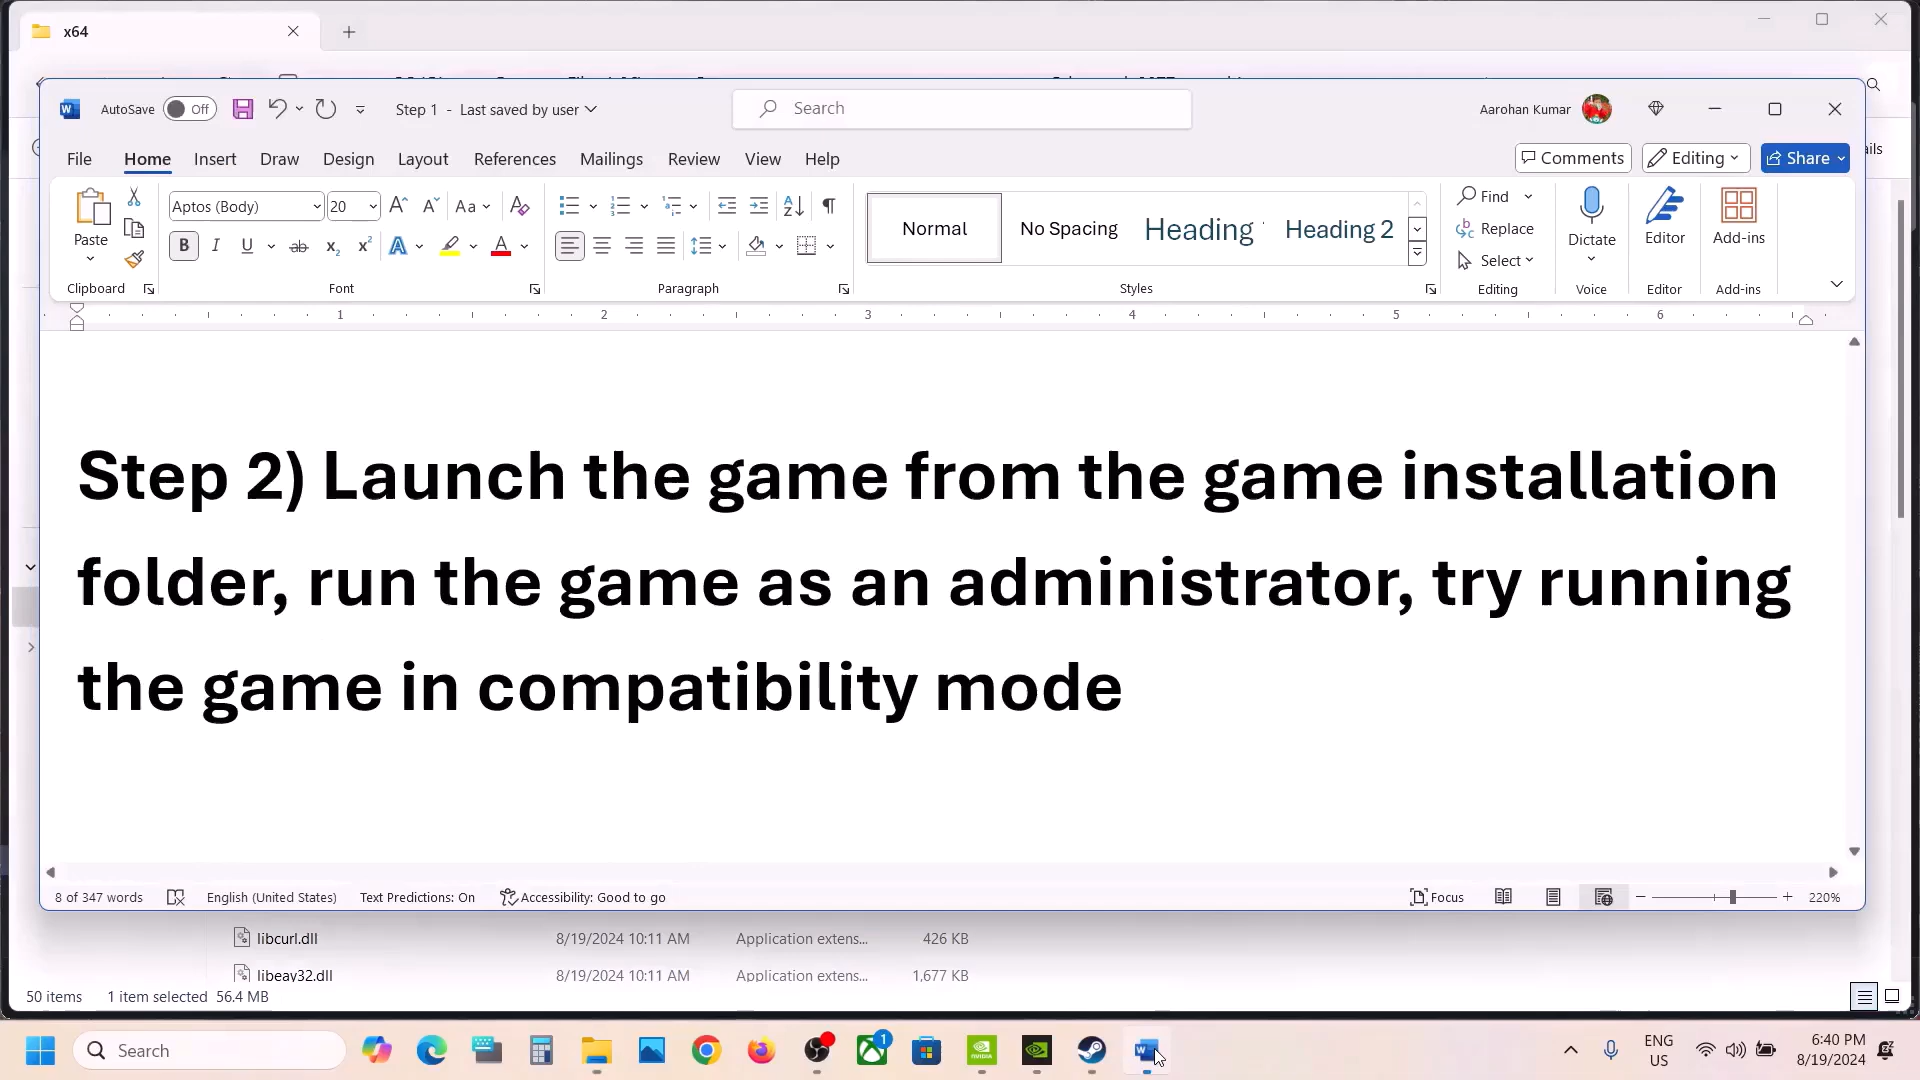 x64
AutoSave Off Step 1 - Last saved by user Search Aarohan Kumar
File Home Insert Draw Design Layout References Mailings Review View Help Comments Editing Share
Paste Aptos (Body) 20 Normal No Spacing Heading Heading 2 Find Replace Select Dictate Editor Add-ins
Clipboard Font Paragraph Styles Editing Voice Editor Add-ins
1 2 3 4 5 6
Step 2) Launch the game from the game installation
folder, run the game as an administrator, try running
the game in compatibility mode
8 of 347 words English (United States) Text Predictions: On Accessibility: Good to go Focus 220%
libcurl.dll 8/19/2024 10:11 AM Application extens... 426 KB
libeay32.dll 8/19/2024 10:11 AM Application extens... 1,677 KB
50 items 1 item selected 56.4 MB
Search ENG 6:40 PM
US 8/19/2024